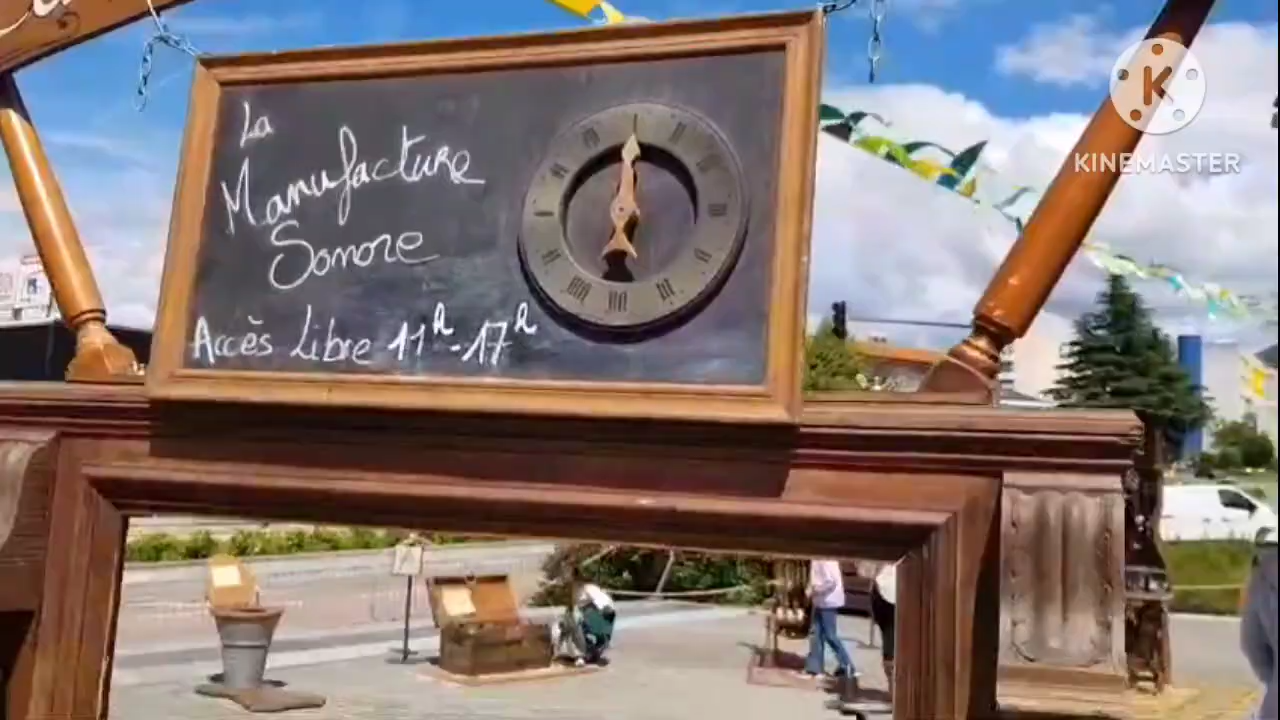 La
Manufacture
Sonore
Accès Libre 11h-17h
K
KINEMASTER